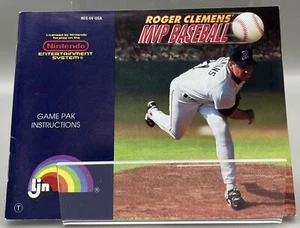 NES-9V-USA
Licensed by Nintendo
for play on the
Nintendo
ENTERTAINMENT
SYSTEM®
GAME PAK
INSTRUCTIONS
LJN
®
ROGER CLEMENS'
MVP BASEBALL